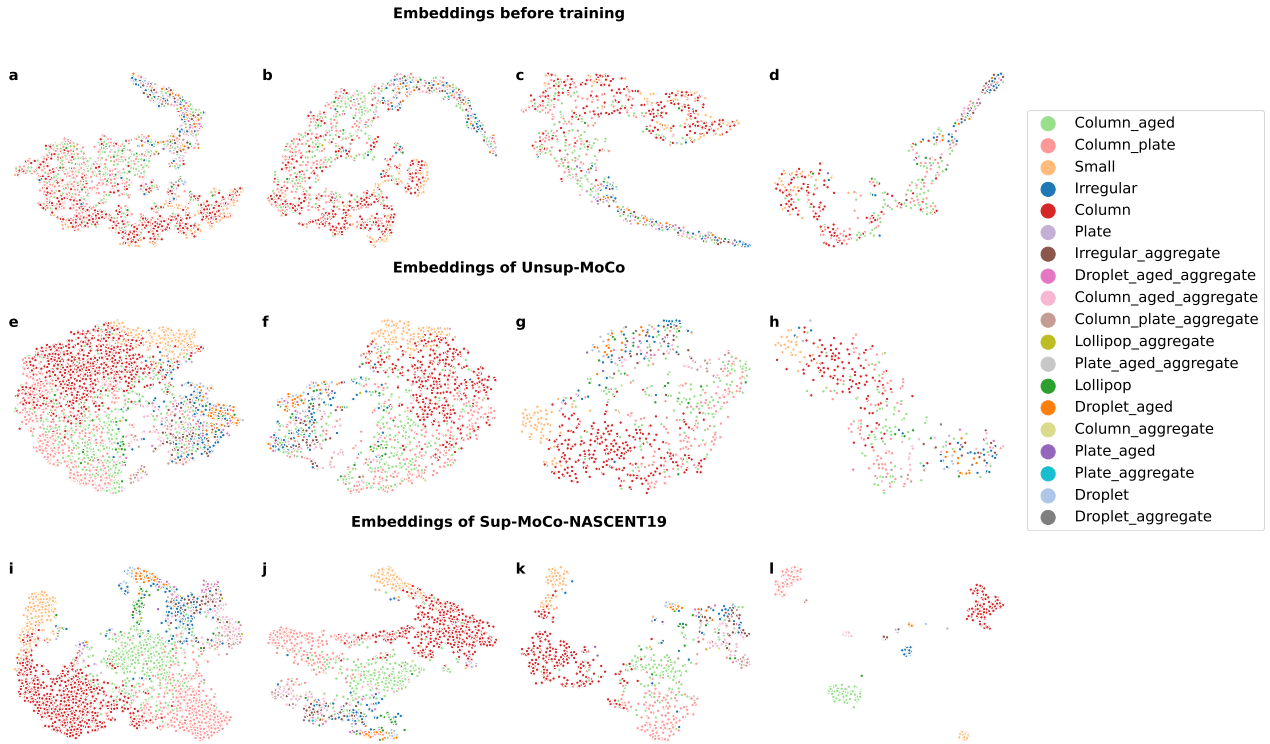 Embeddings before training
a
b
c
d
Embeddings of Unsup-MoCo
e
f
g
h
Embeddings of Sup-MoCo-NASCENT19
i
j
k
l
Column_aged
Column_plate
Small
Irregular
Column
Plate
Irregular_aggregate
Droplet_aged_aggregate
Column_aged_aggregate
Column_plate_aggregate
Lollipop_aggregate
Plate_aged_aggregate
Lollipop
Droplet_aged
Column_aggregate
Plate_aged
Plate_aggregate
Droplet
Droplet_aggregate